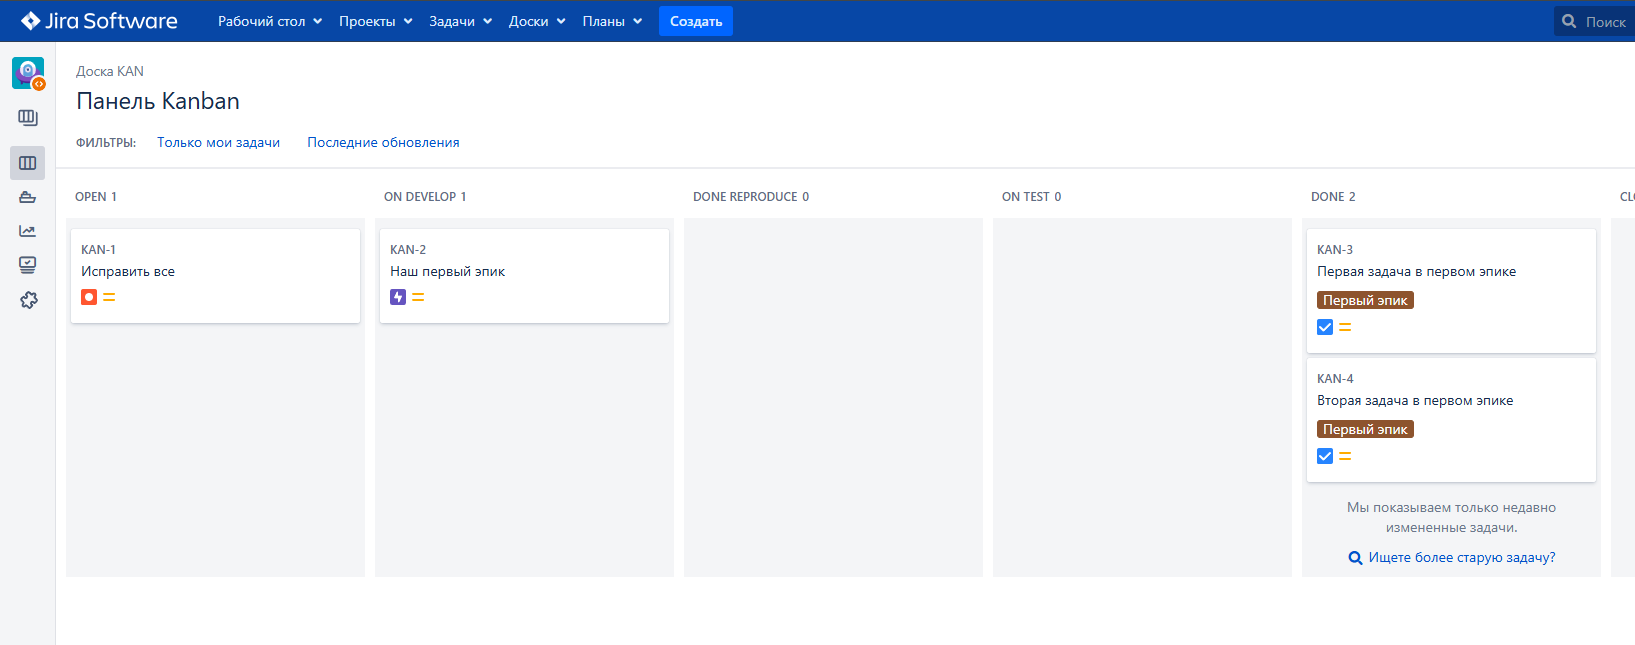 Jira Software Рабочий стол Проекты Задачи Доски Планы Создать Поиск
Доска KAN
Панель Kanban
ФИЛЬТРЫ: Только мои задачи Последние обновления
OPEN 1 ON DEVELOP 1 DONE REPRODUCE 0 ON TEST 0 DONE 2
KAN-1
Исправить все
KAN-2
Наш первый эпик
KAN-3
Первая задача в первом эпике
Первый эпик
KAN-4
Вторая задача в первом эпике
Первый эпик
Мы показываем только недавно
измененные задачи.
Ищете более старую задачу?